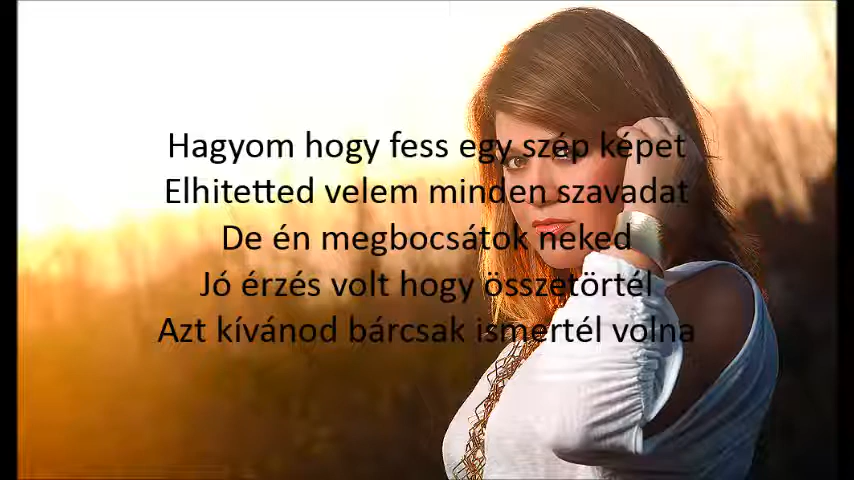 Hagyom hogy fess egy szép képet
Elhitetted velem minden szavadat
De én megbocsátok neked
Jó érzés volt hogy összetörtél
Azt kívánod bárcsak ismertél volna